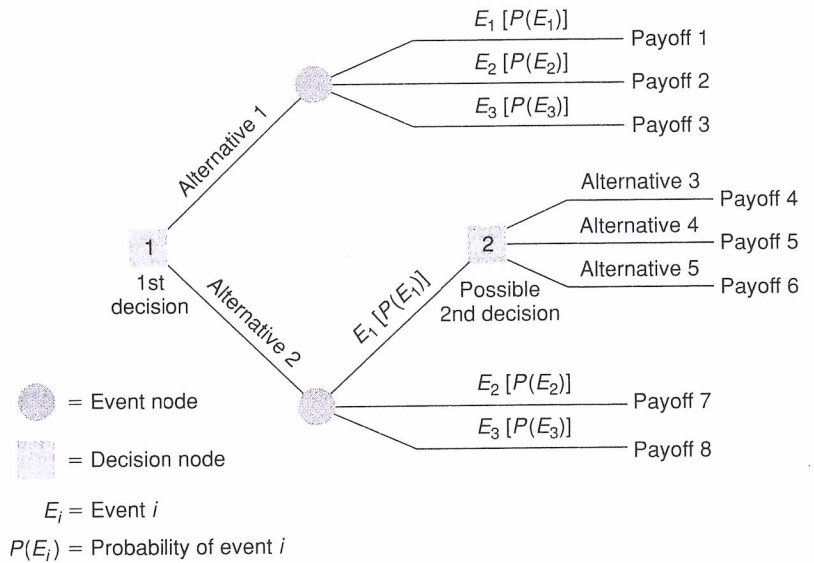 E₁ [P(E₁)]
Payoff 1
E₂ [P(E₂)]
Payoff 2
E₃ [P(E₃)]
Payoff 3
Alternative 1
1
1st
decision
Alternative 2
E₁ [P(E₁)]
2
Possible
2nd decision
Alternative 3
Payoff 4
Alternative 4
Payoff 5
Alternative 5
Payoff 6
E₂ [P(E₂)]
Payoff 7
E₃ [P(E₃)]
Payoff 8
= Event node
= Decision node
Eᵢ = Event i
P(Eᵢ) = Probability of event i